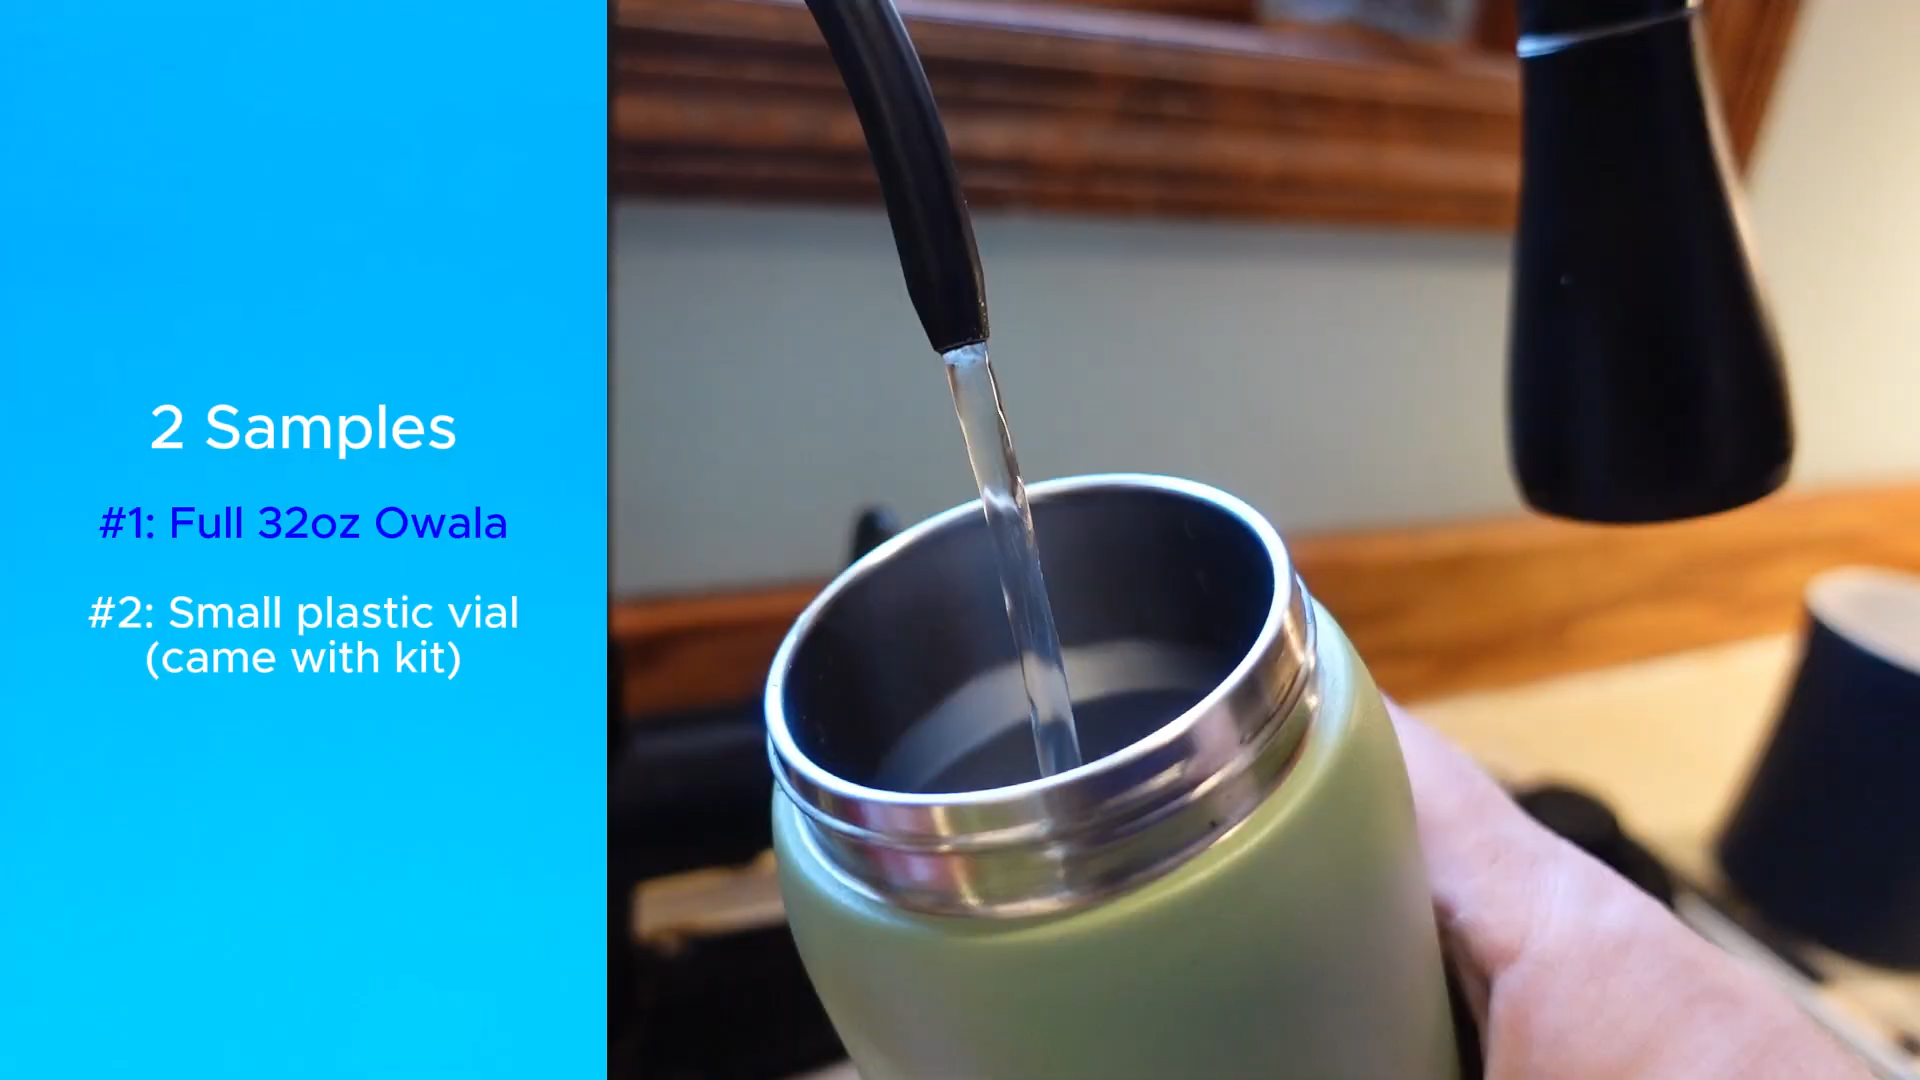 2 Samples
#1: Full 32oz Owala
#2: Small plastic vial
(came with kit)